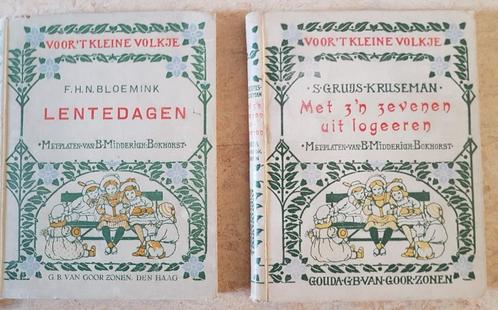 VOOR'T KLEINE VOLKJE
F.H.N. BLOEMINK
LENTEDAGEN
MET PLATEN VAN B. MIDDERIGH-BOKHORST
G.B. VAN GOOR ZONEN. DEN HAAG
VOOR'T KLEINE VOLKJE
S. GRUIJS-KRUSEMAN
Met z'n zevenen
uit logeeren
MET PLATEN VAN B. MIDDERIGH-BOKHORST
GOUDA G.B. VAN GOOR ZONEN